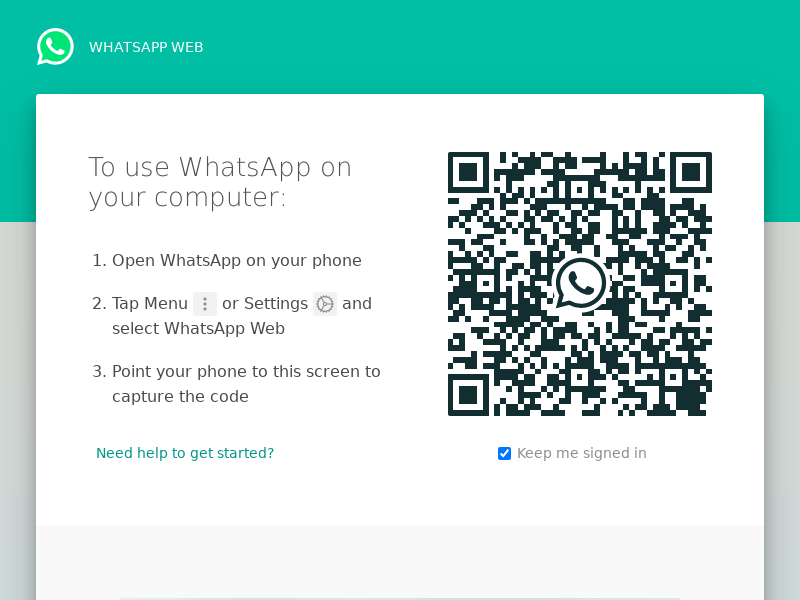 WHATSAPP WEB
To use WhatsApp on
your computer:
1. Open WhatsApp on your phone
2. Tap Menu or Settings and
select WhatsApp Web
3. Point your phone to this screen to
capture the code
Need help to get started?
Keep me signed in